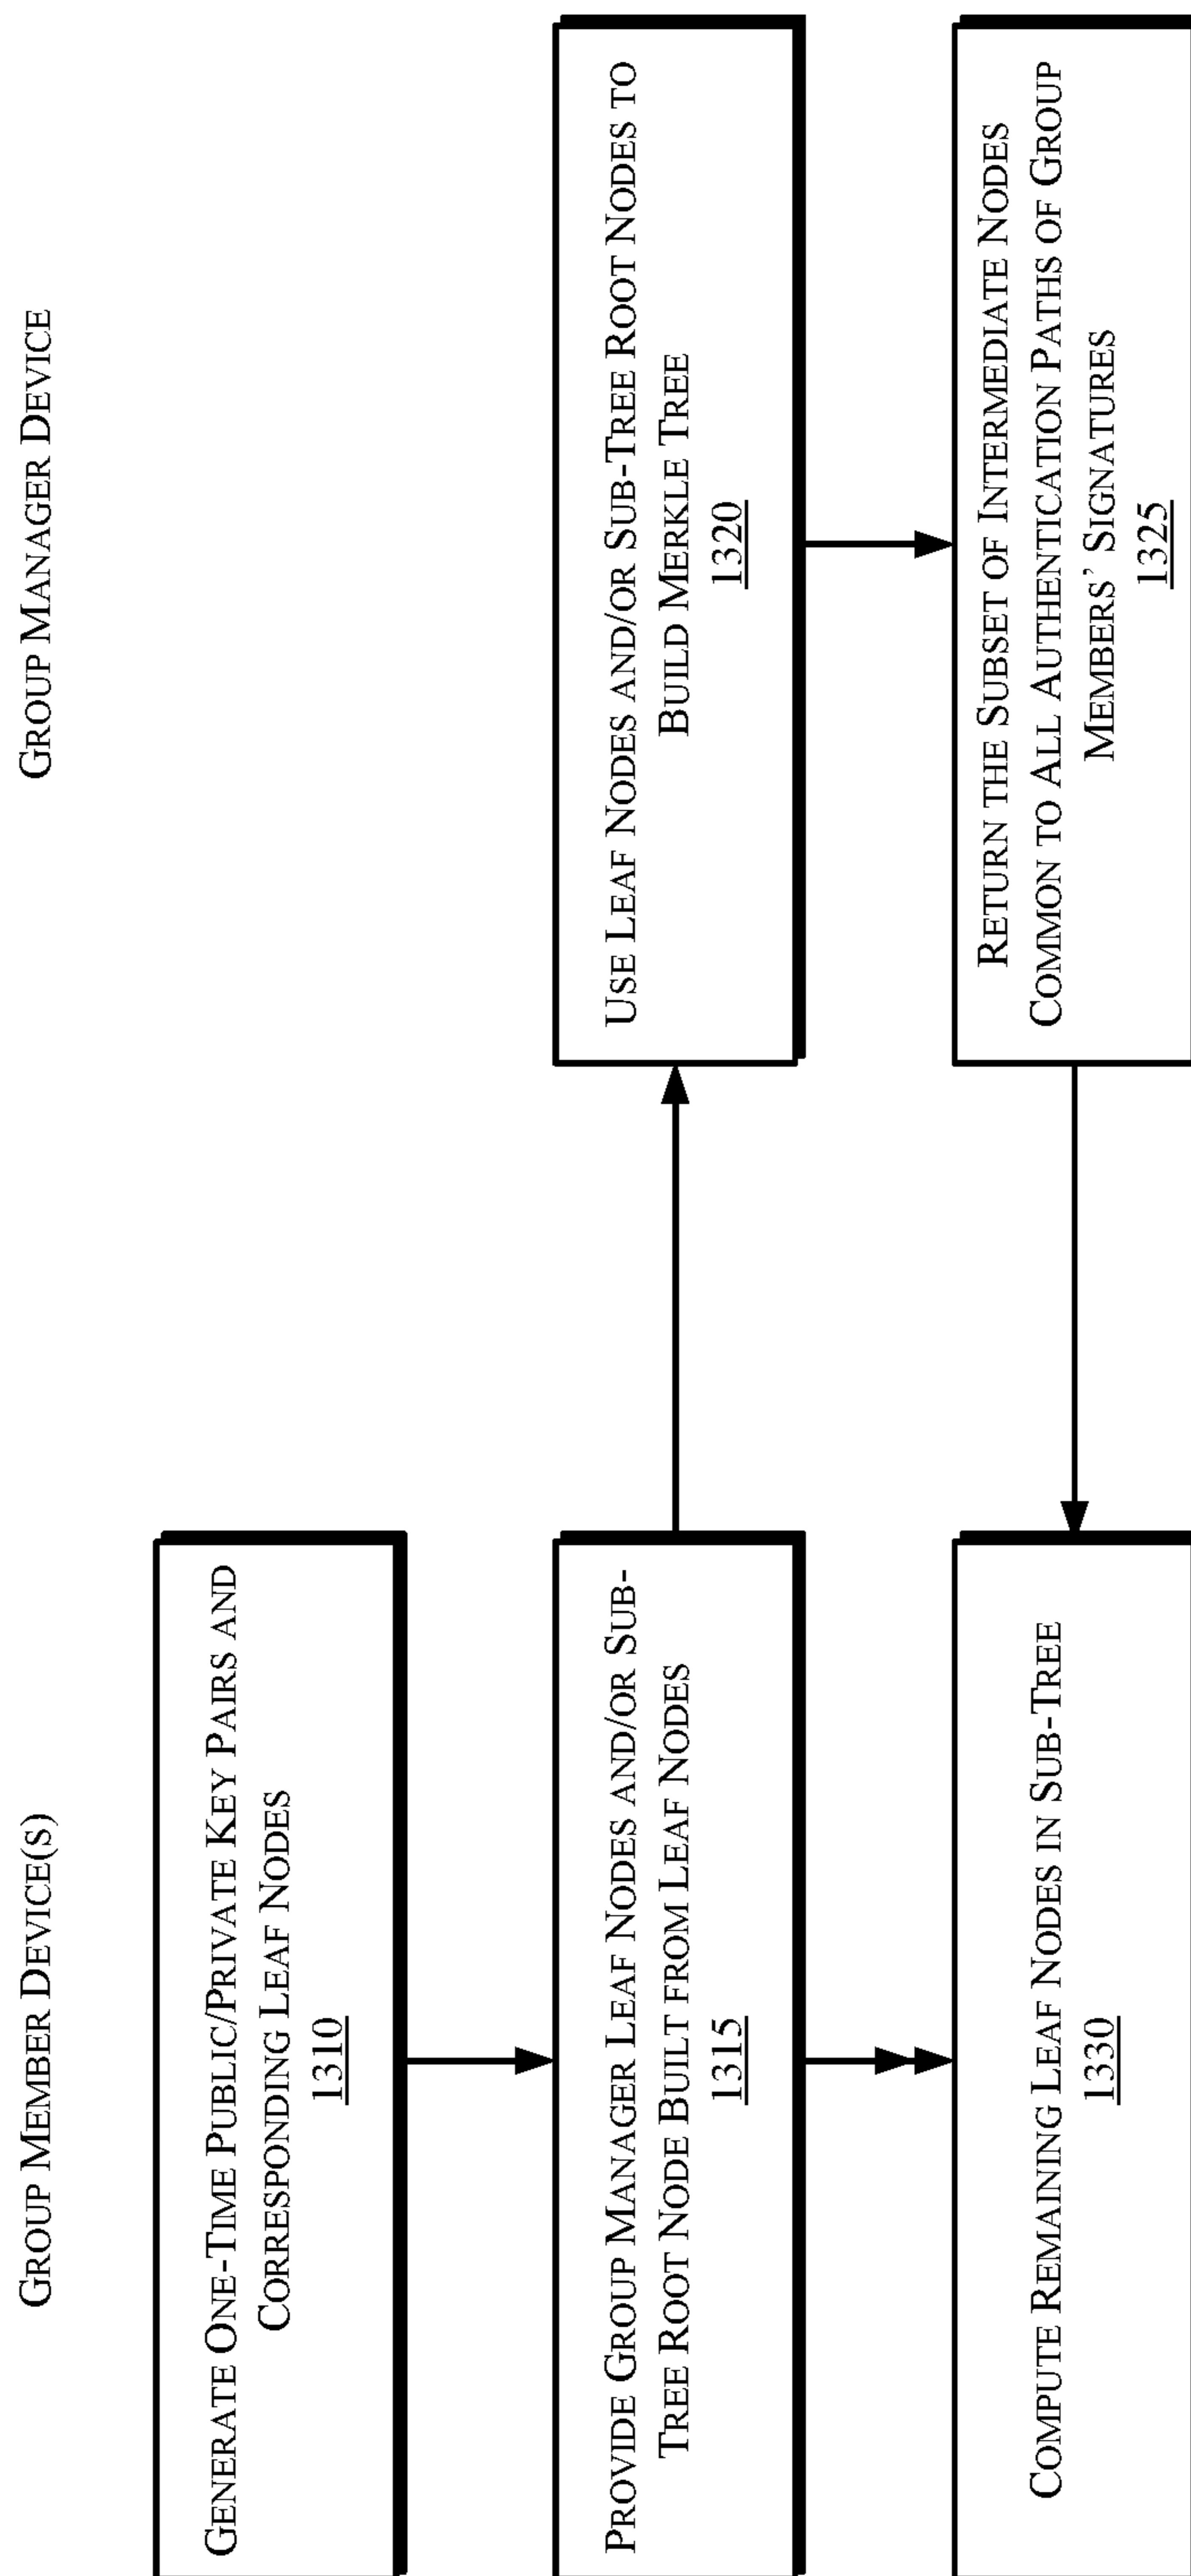 GROUP MEMBER DEVICE(S)
GROUP MANAGER DEVICE
GENERATE ONE-TIME PUBLIC/PRIVATE KEY PAIRS AND
CORRESPONDING LEAF NODES
1310
PROVIDE GROUP MANAGER LEAF NODES AND/OR SUB-
TREE ROOT NODE BUILT FROM LEAF NODES
1315
USE LEAF NODES AND/OR SUB-TREE ROOT NODES TO
BUILD MERKLE TREE
1320
RETURN THE SUBSET OF INTERMEDIATE NODES
COMMON TO ALL AUTHENTICATION PATHS OF GROUP
MEMBERS' SIGNATURES
1325
COMPUTE REMAINING LEAF NODES IN SUB-TREE
1330